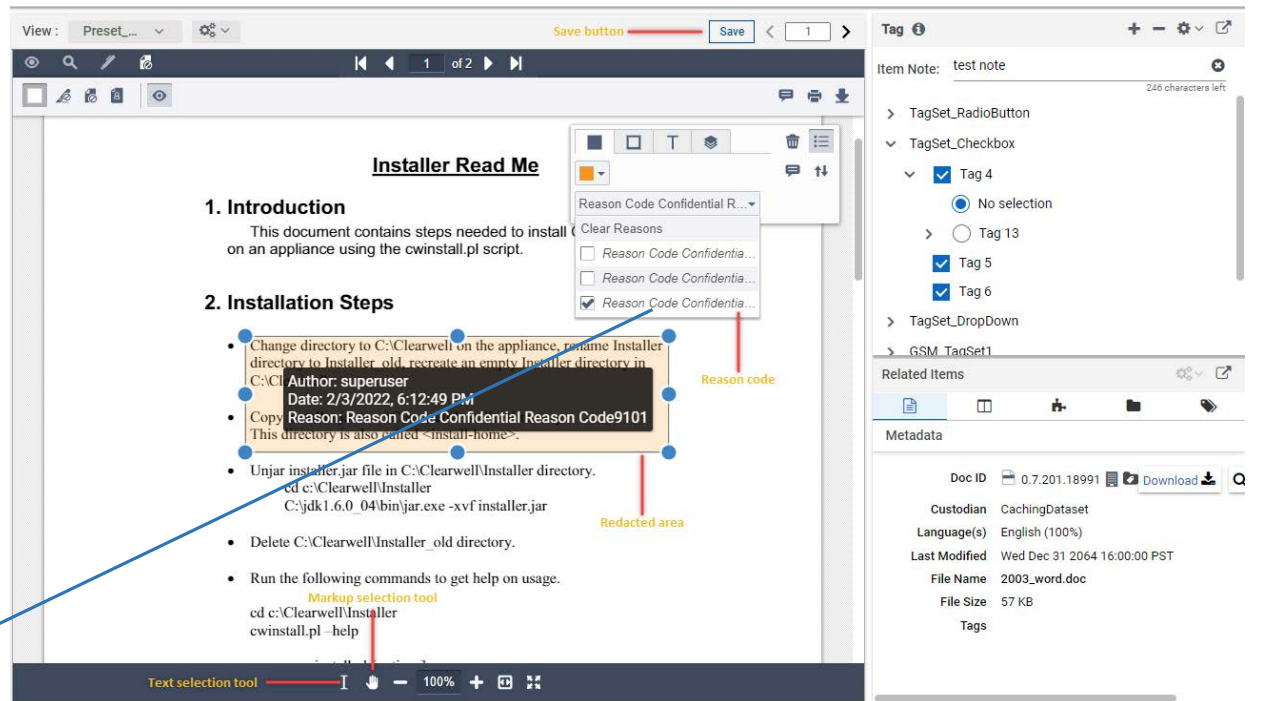 View : Preset_...
Save button
Save
1
1 of 2
Installer Read Me
1. Introduction
This document contains steps needed to install
on an appliance using the cwinstall.pl script.
2. Installation Steps
• Change directory to C:\Clearwell on the appliance, rename Installer
directory to Installer_old, recreate an empty Installer directory in
C:\Cl
Author: superuser
Date: 2/3/2022, 6:12:49 PM
• Copy
Reason: Reason Code Confidential Reason Code9101
This directory is also called <install-home>.
• Unjar installer.jar file in C:\Clearwell\Installer directory.
cd c:\Clearwell\Installer
C:\jdk1.6.0_04\bin\jar.exe -xvf installer.jar
• Delete C:\Clearwell\Installer_old directory.
• Run the following commands to get help on usage.
Markup selection tool
cd c:\Clearwell\Installer
cwinstall.pl –help
Text selection tool
100%
T
Reason Code Confidential R...
Clear Reasons
Reason Code Confidentia...
Reason Code Confidentia...
Reason Code Confidentia...
Reason code
Redacted area
Tag
Item Note: test note
246 characters left
TagSet_RadioButton
TagSet_Checkbox
Tag 4
No selection
Tag 13
Tag 5
Tag 6
TagSet_DropDown
GSM_TagSet1
Related Items
Metadata
Doc ID 0.7.201.18991 Download
Custodian CachingDataset
Language(s) English (100%)
Last Modified Wed Dec 31 2064 16:00:00 PST
File Name 2003_word.doc
File Size 57 KB
Tags